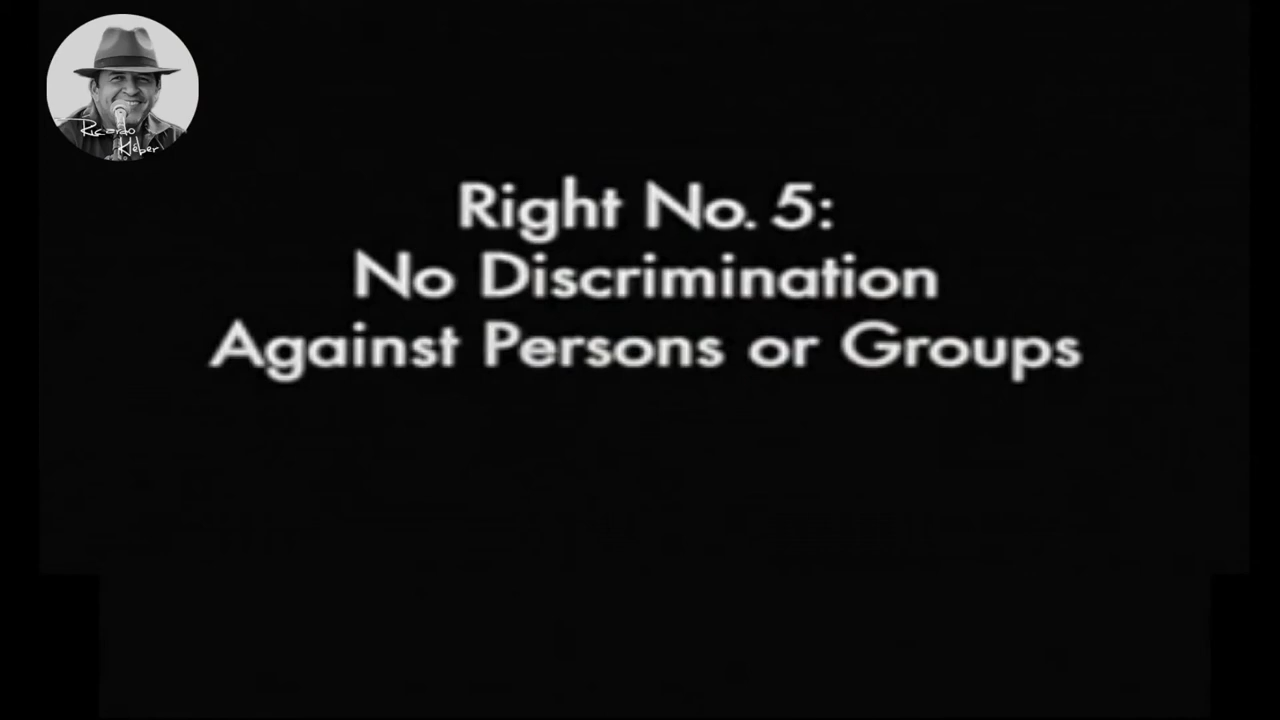 Ricardo
Kléber
Right No. 5:
No Discrimination
Against Persons or Groups